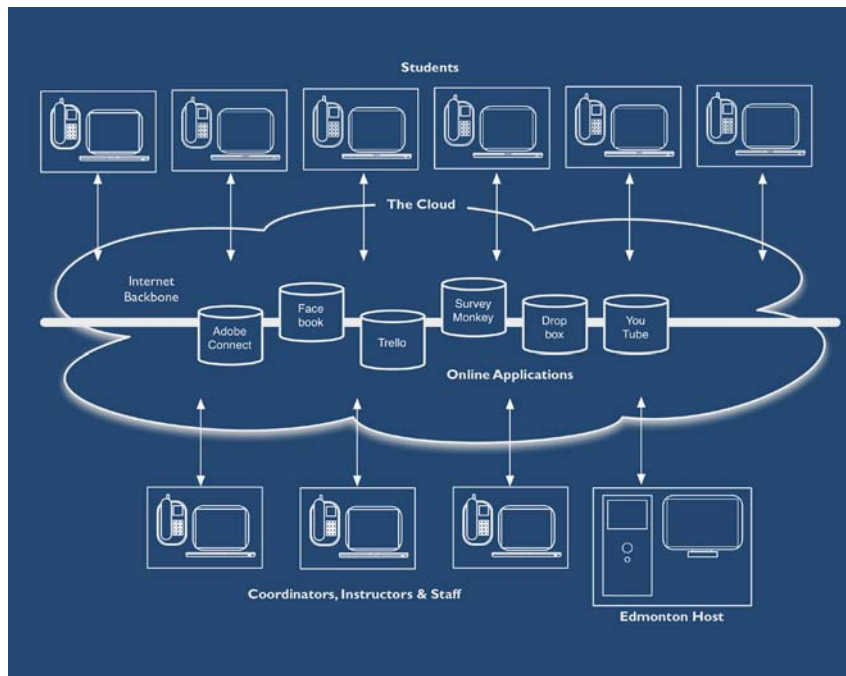 Students
The Cloud
Internet
Backbone
Adobe
Connect
Face
book
Trello
Survey
Monkey
Drop
box
You
Tube
Online Applications
Coordinators, Instructors & Staff
Edmonton Host